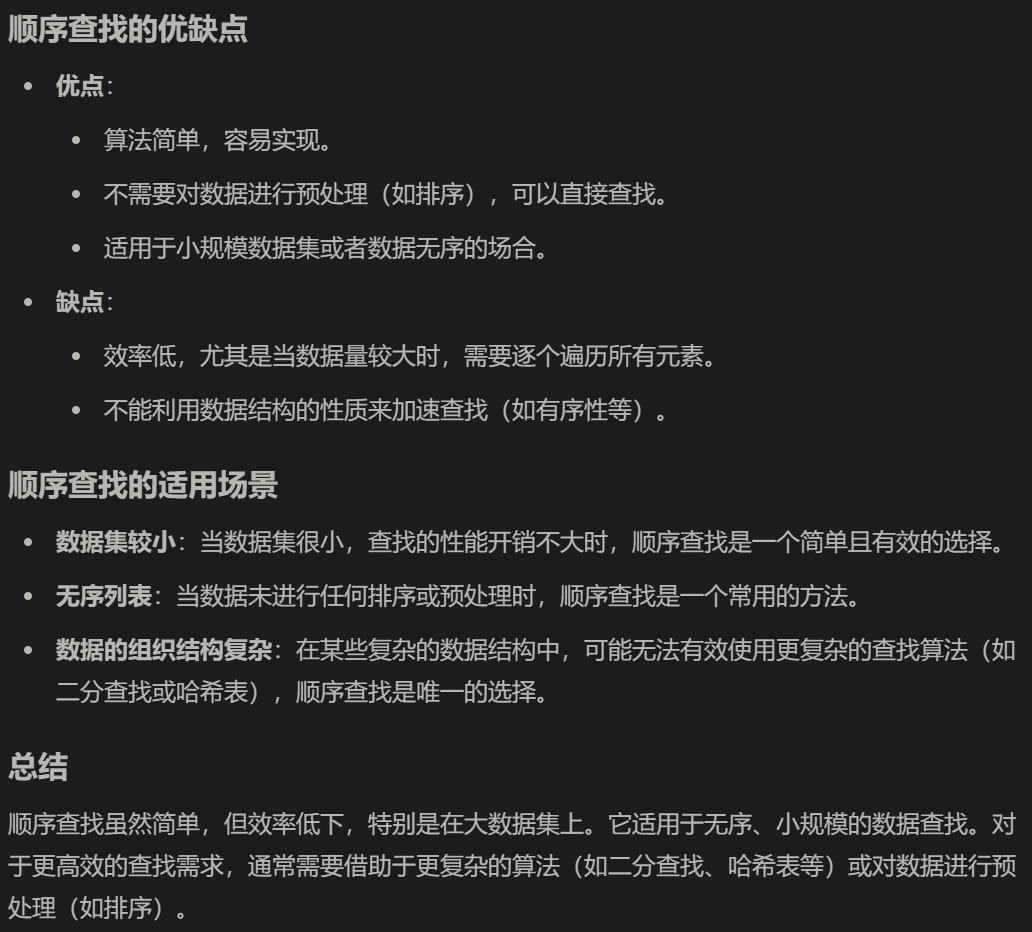 顺序查找的优缺点
• 优点：
• 算法简单，容易实现。
• 不需要对数据进行预处理（如排序），可以直接查找。
• 适用于小规模数据集或者数据无序的场合。
• 缺点：
• 效率低，尤其是当数据量较大时，需要逐个遍历所有元素。
• 不能利用数据结构的性质来加速查找（如有序性等）。
顺序查找的适用场景
• 数据集较小：当数据集很小，查找的性能开销不大时，顺序查找是一个简单且有效的选择。
• 无序列表：当数据未进行任何排序或预处理时，顺序查找是一个常用的方法。
• 数据的组织结构复杂：在某些复杂的数据结构中，可能无法有效使用更复杂的查找算法（如
二分查找或哈希表），顺序查找是唯一的选择。
总结
顺序查找虽然简单，但效率低下，特别是在大数据集上。它适用于无序、小规模的数据查找。对
于更高效的查找需求，通常需要借助于更复杂的算法（如二分查找、哈希表等）或对数据进行预
处理（如排序）。